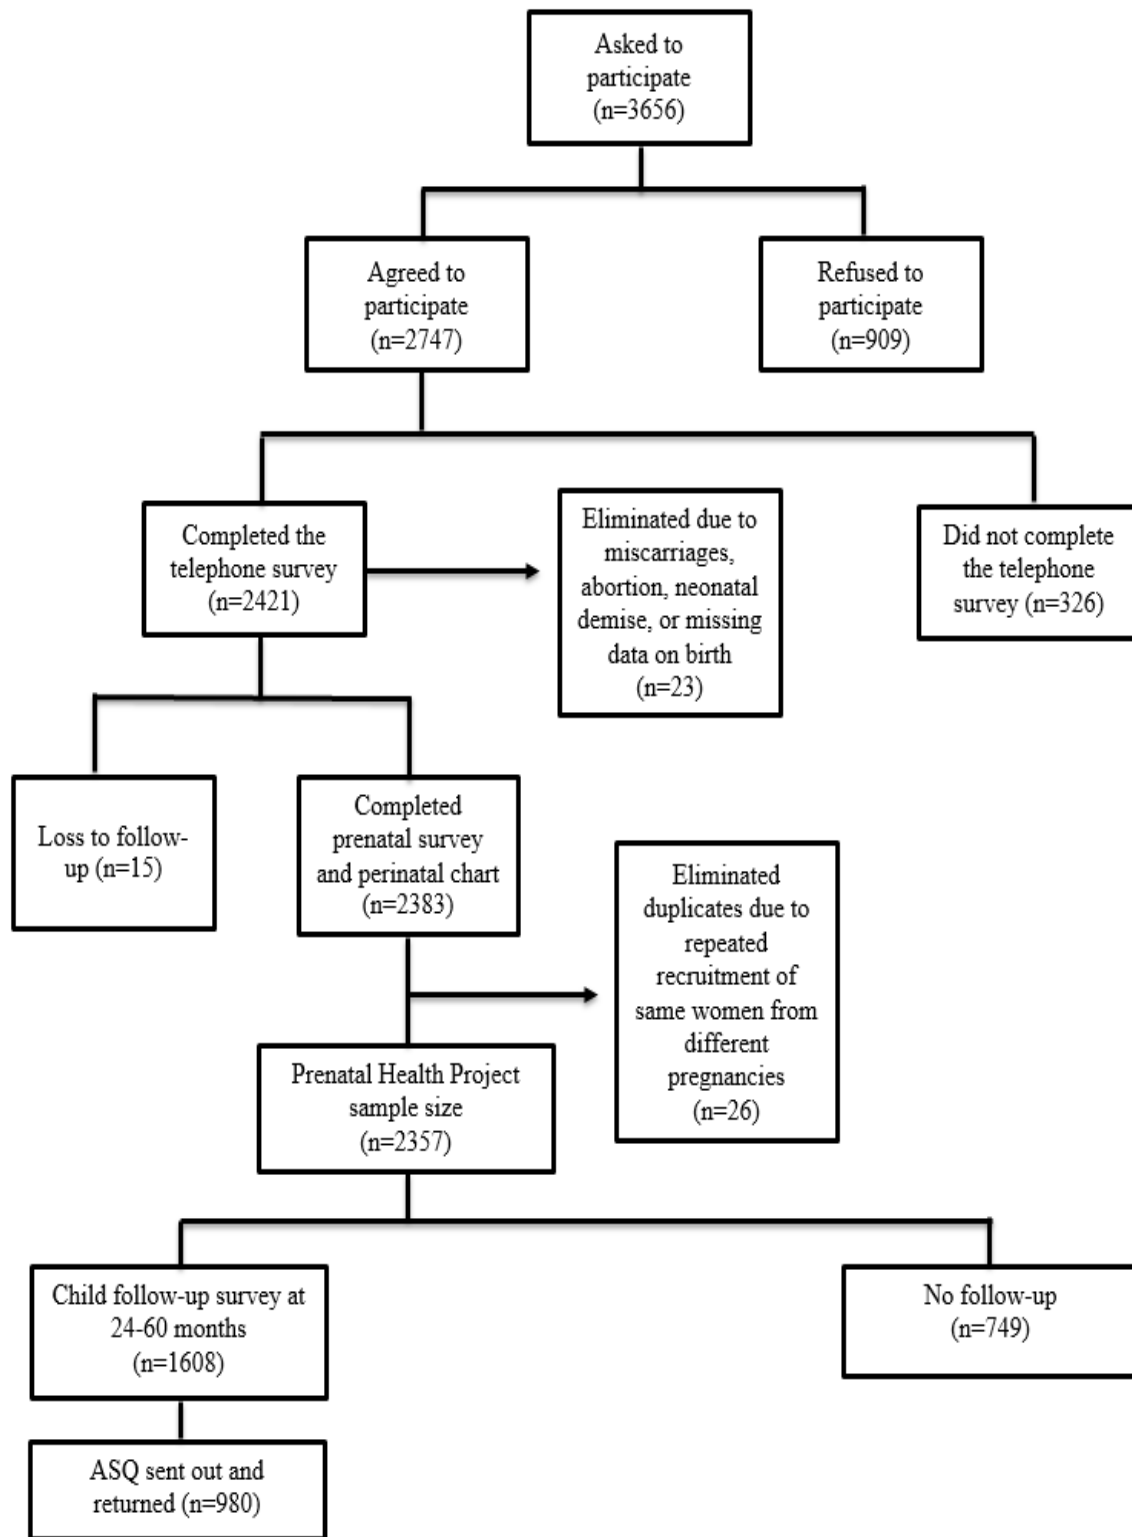 Asked to
participate
(n=3656)
Agreed to
participate
(n=2747)
Refused to
participate
(n=909)
Completed the
telephone survey
(n=2421)
Eliminated due to
miscarriages,
abortion, neonatal
demise, or missing
data on birth
(n=23)
Did not complete
the telephone
survey (n=326)
Loss to follow-
up (n=15)
Completed
prenatal survey
and perinatal chart
(n=2383)
Eliminated
duplicates due to
repeated
recruitment of
same women from
different
pregnancies
(n=26)
Prenatal Health Project
sample size
(n=2357)
Child follow-up survey at
24-60 months
(n=1608)
No follow-up
(n=749)
ASQ sent out and
returned (n=980)